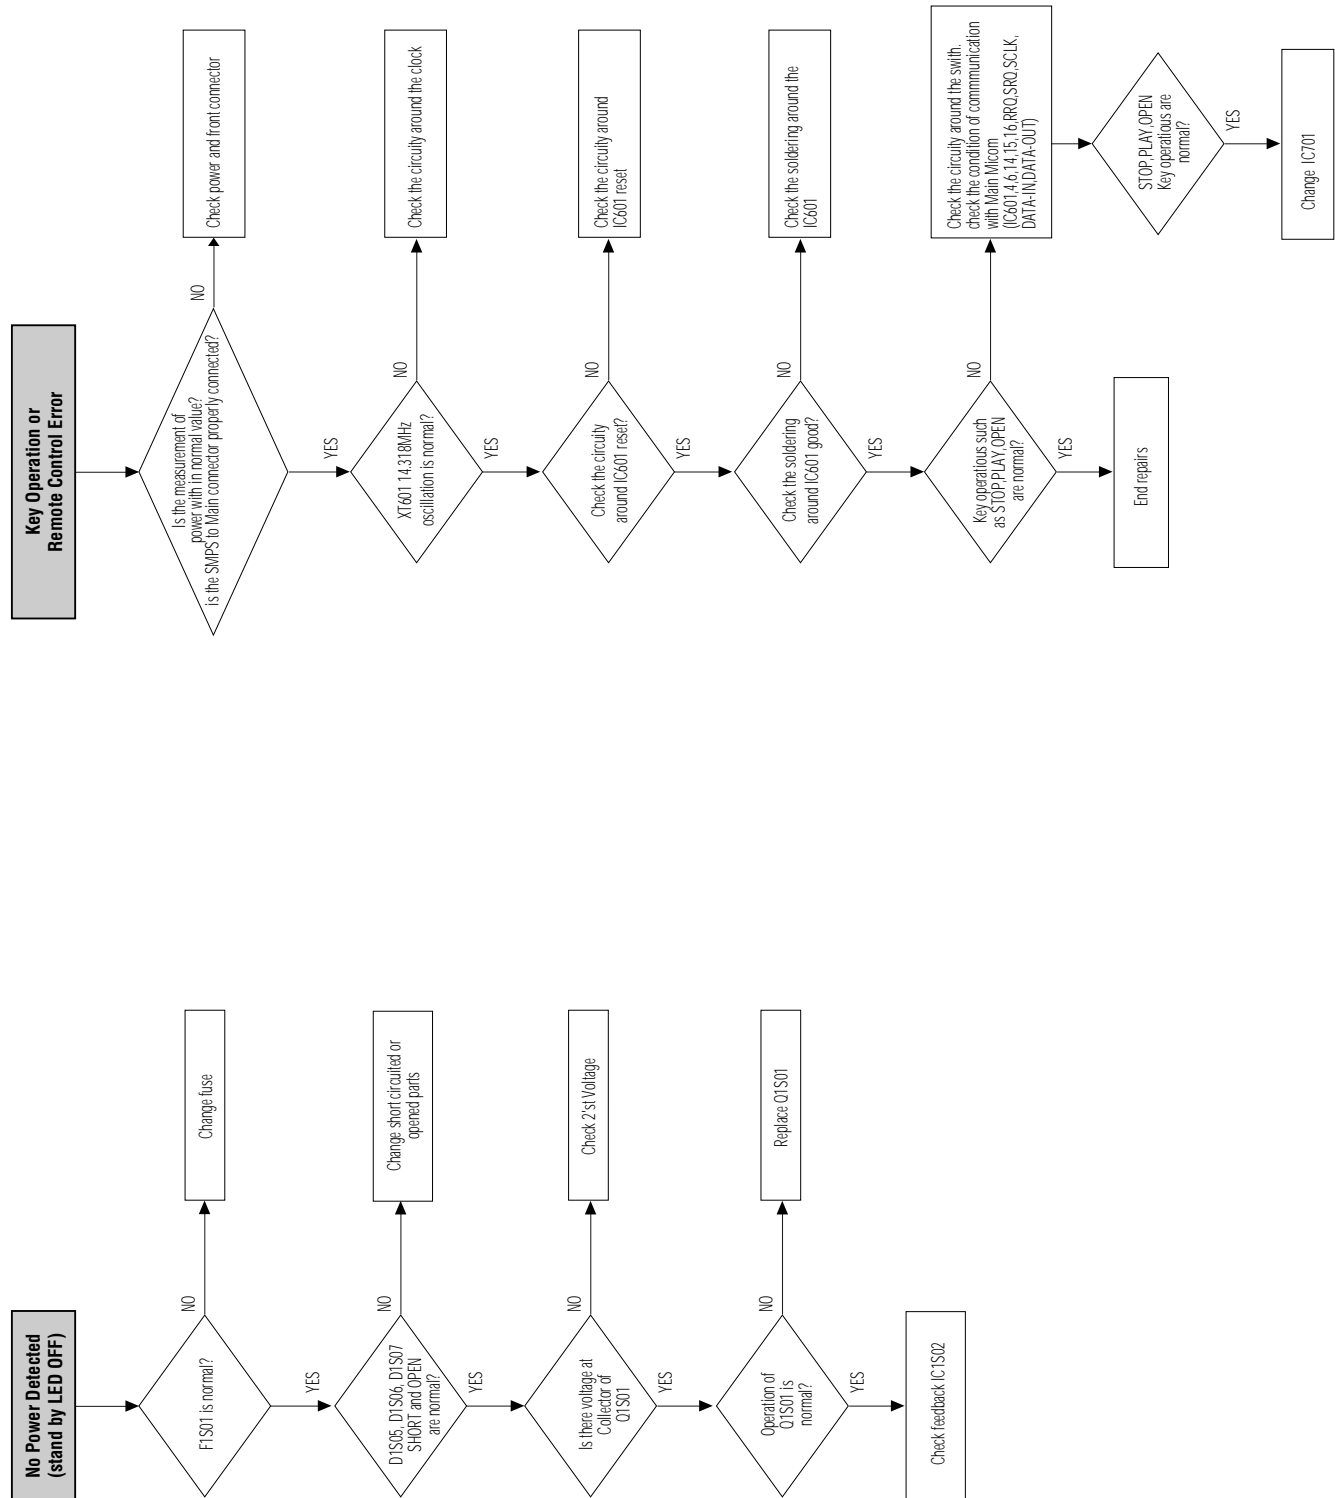 No Power Detected
(stand by LED OFF)
F1S01 is normal?
NO
Change fuse
YES
D1S05, D1S06, D1S07
SHORT and OPEN
are normal?
NO
Change short circuited or
opened parts
YES
Is there voltage at
Collector of
Q1S01
NO
Check 2'st Voltage
YES
Operation of
Q1S01 is
normal?
NO
Replace Q1S01
YES
Check feedback IC1S02
Key Operation or
Remote Control Error
Is the measurement of
power with in normal value?
is the SMPS to Main connector properly connected?
NO
Check power and front connector
YES
XT601 14.318MHz
oscillation is normal?
NO
Check the circuity around the clock
YES
Check the circuity
around IC601 reset?
NO
Check the circuity around
IC601 reset
YES
Check the soldering
around IC601 good?
NO
Check the soldering around the
IC601
YES
Key operatious such
as STOP,PLAY,OPEN
are normal?
NO
Check the circuity around the swith.
check the condition of commmunication
with Main Micom
(IC601,4,6,14,15,16,RRQ,SRQ,SCLK,
DATA-IN,DATA-OUT)
YES
End repairs
STOP,PLAY,OPEN
Key operatious are
normal?
YES
Change IC701